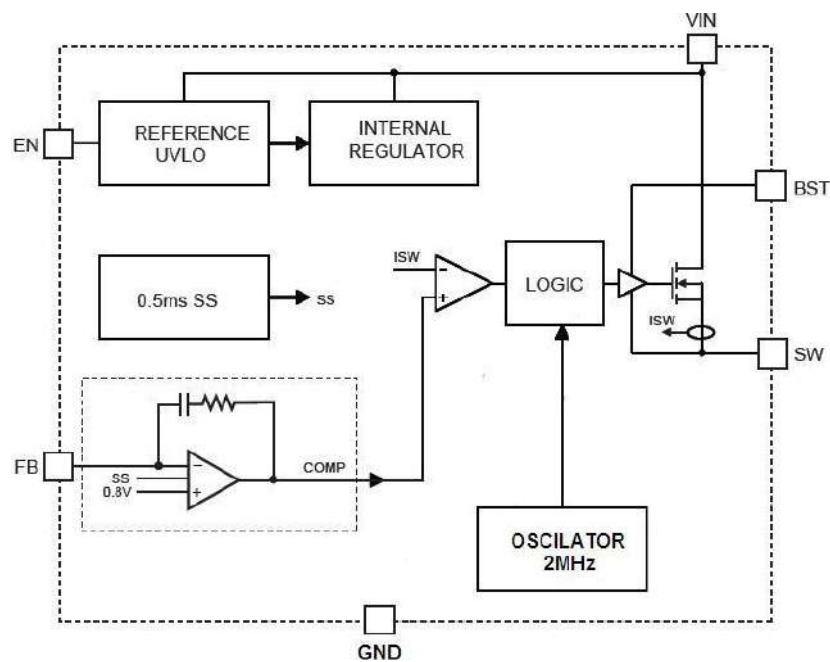 VIN
EN
REFERENCE
UVLO
INTERNAL
REGULATOR
BST
0.5ms SS
SS
ISW
LOGIC
ISW
SW
FB
SS
0.8V
COMP
OSCILATOR
2MHz
GND